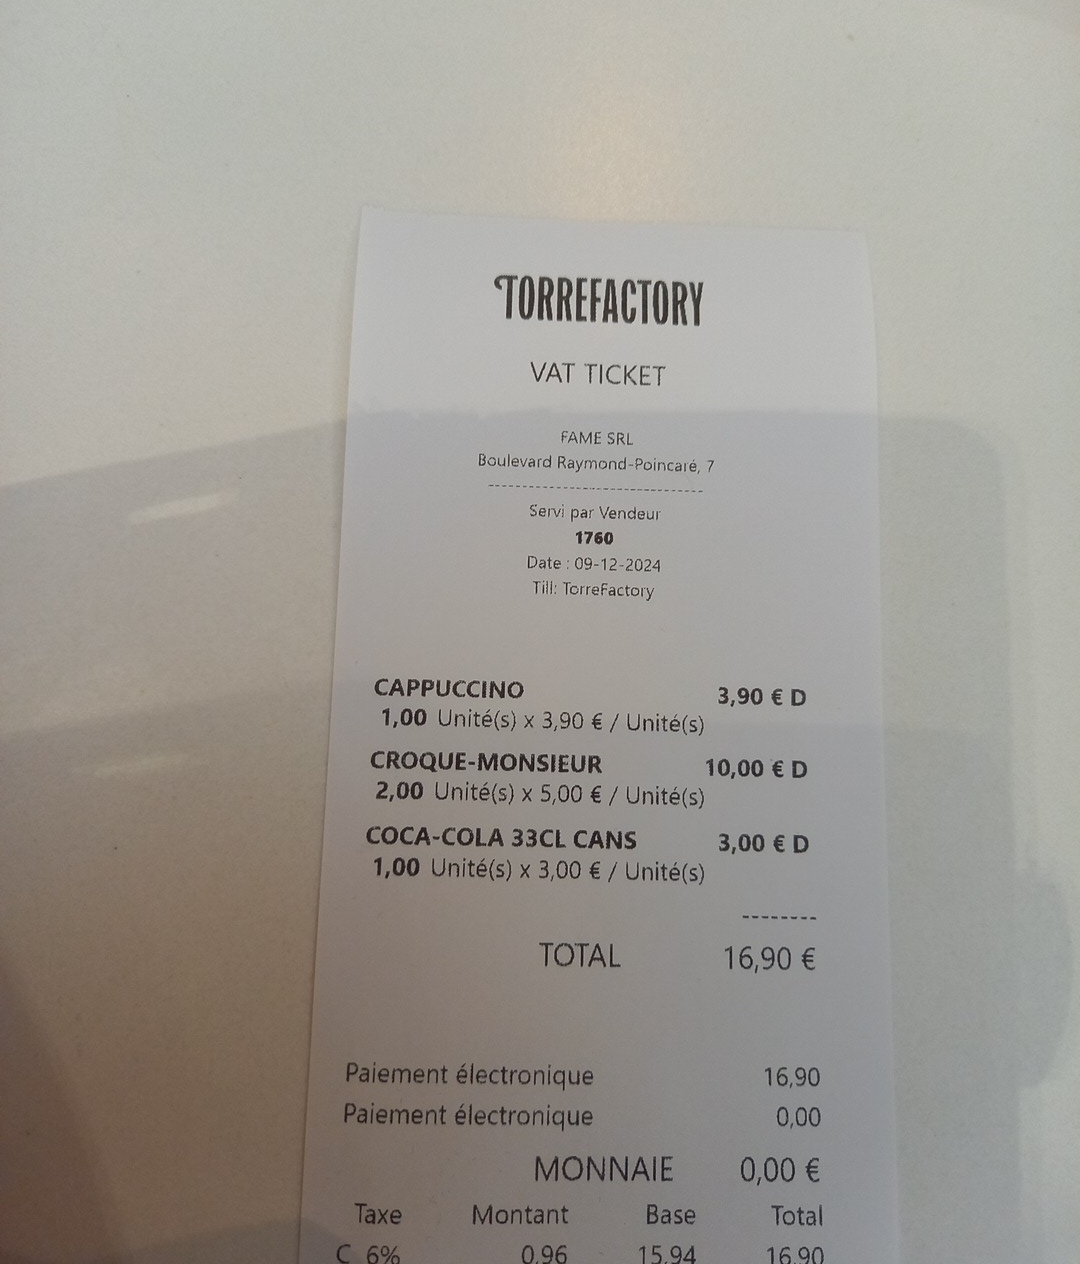 TORREFACTORY
VAT TICKET
FAME SRL
Boulevard Raymond-Poincaré, 7
--------------------------------
Servi par Vendeur
1760
Date : 09-12-2024
Till: TorreFactory
CAPPUCCINO 3,90 € D
1,00 Unité(s) x 3,90 € / Unité(s)
CROQUE-MONSIEUR 10,00 € D
2,00 Unité(s) x 5,00 € / Unité(s)
COCA-COLA 33CL CANS 3,00 € D
1,00 Unité(s) x 3,00 € / Unité(s)
--------
TOTAL 16,90 €
Paiement électronique 16,90
Paiement électronique 0,00
MONNAIE 0,00 €
Taxe Montant Base Total
C 6% 0,96 15,94 16,90